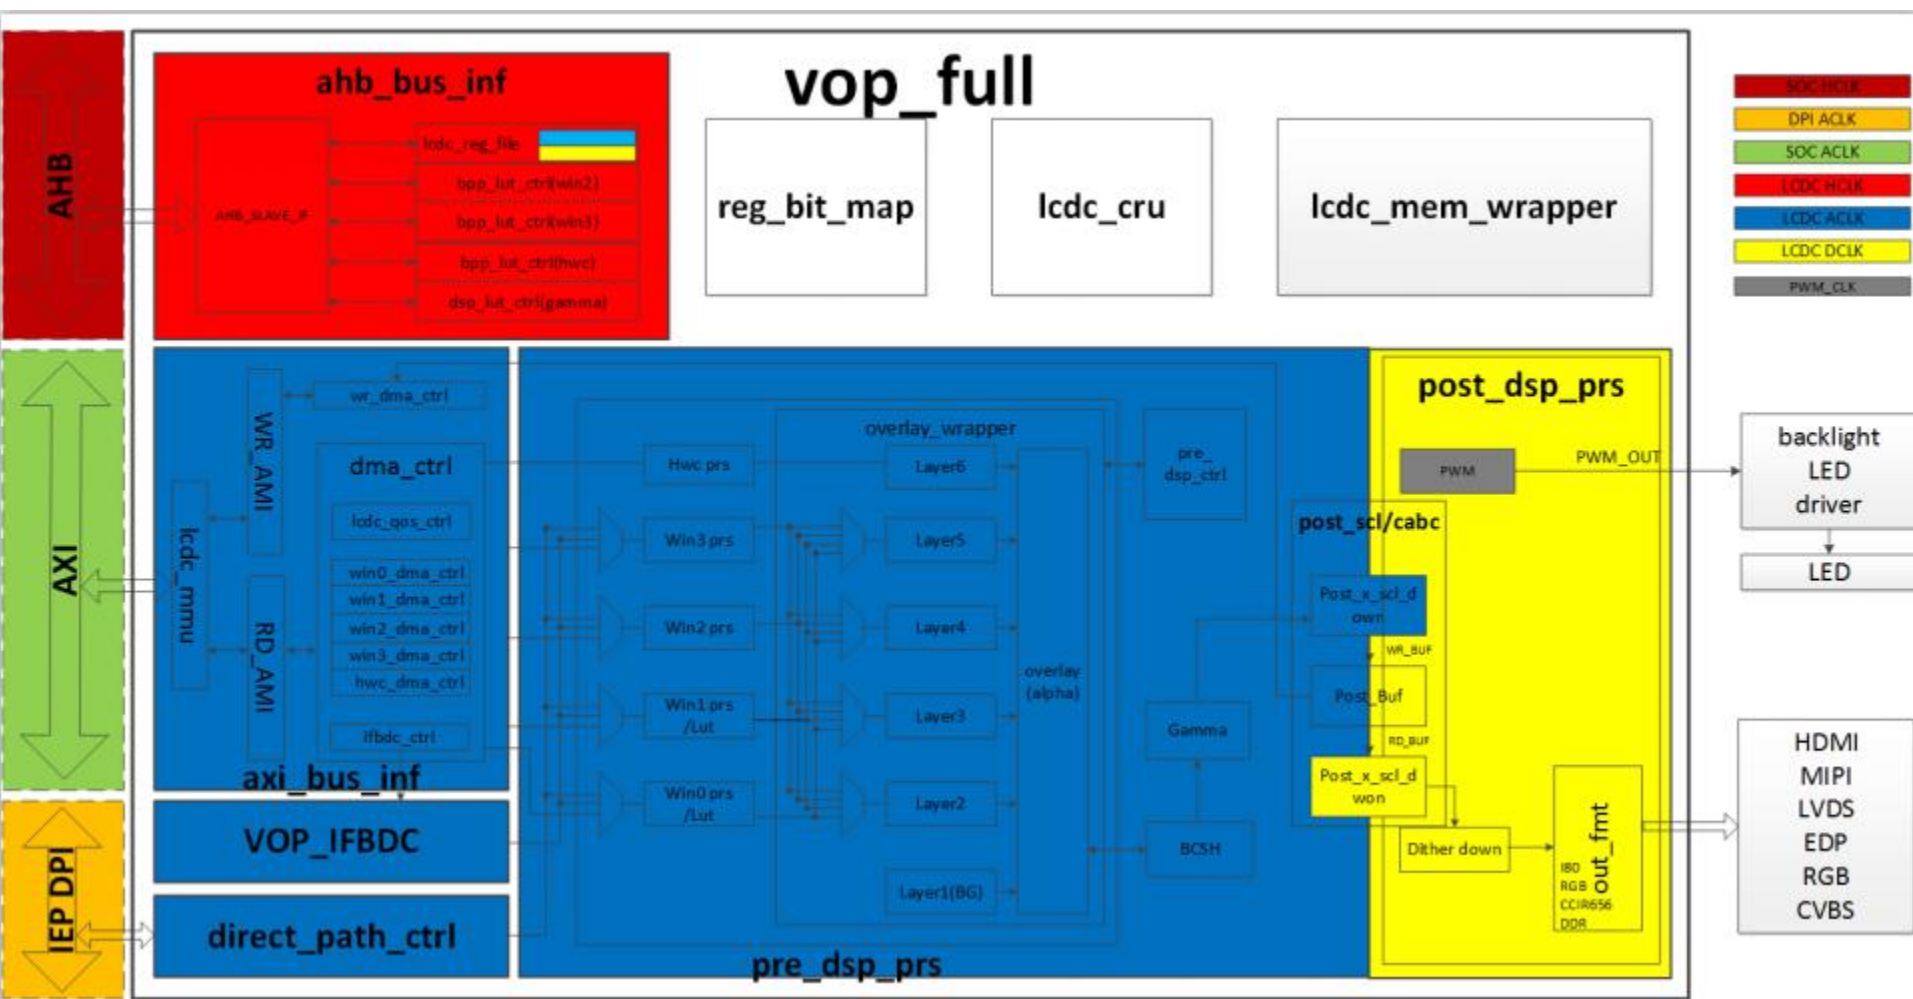 vop_full
AHB
AXI
IEP DPI
ahb_bus_inf
AHB_SLAVE_IF
lcdc_reg_file
bpp_lut_ctrl(win2)
bpp_lut_ctrl(win3)
bpp_lut_ctrl(hwc)
dsp_lut_ctrl(gamma)
reg_bit_map
lcdc_cru
lcdc_mem_wrapper
SOC HCLK
DPI ACLK
SOC ACLK
LCDC HCLK
LCDC ACLK
LCDC DCLK
PWM_CLK
lcdc_mmu
WR_AMI
RD_AMI
wr_dma_ctrl
dma_ctrl
lcdc_qos_ctrl
win0_dma_ctrl
win1_dma_ctrl
win2_dma_ctrl
win3_dma_ctrl
hwc_dma_ctrl
ifbdc_ctrl
axi_bus_inf
VOP_IFBDC
direct_path_ctrl
Hwc prs
Win3 prs
Win2 prs
Win1 prs
/Lut
Win0 prs
/Lut
overlay_wrapper
Layer6
Layer5
Layer4
Layer3
Layer2
Layer1(BG)
overlay
(alpha)
pre_
dsp_ctrl
Gamma
BCSH
pre_dsp_prs
post_dsp_prs
PWM
PWM_OUT
post_scl/cabc
Post_x_scl_d
own
WR_BUF
Post_Buf
RD_BUF
Post_x_scl_d
won
Dither down
out_fmt
I80
RGB
CCIR656
DDR
backlight
LED
driver
LED
HDMI
MIPI
LVDS
EDP
RGB
CVBS